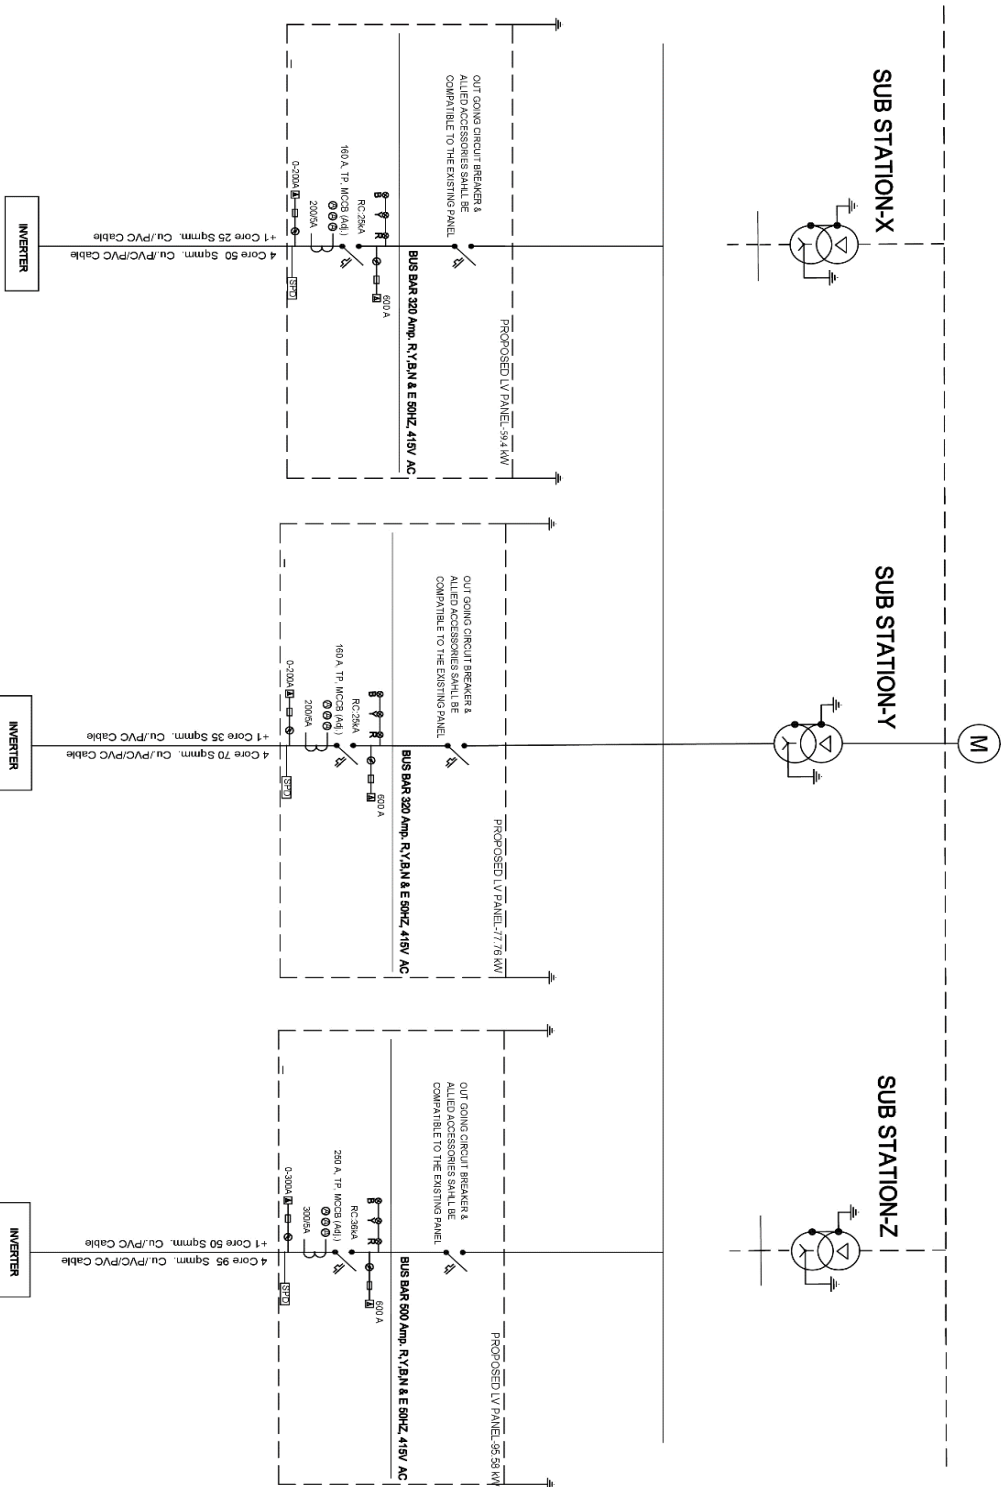 SUB STATION-X
OUT GOING CIRCUIT BREAKER &
ALLIED ACCESSORIES SAHLL BE
COMPATIBLE TO THE EXISTING PANEL
PROPOSED LV PANEL-59.4 kW
BUS BAR 320 Amp. R,Y,B,N & E 50HZ, 415V AC
600 A
A
R
Y
B
RC:25kA
160 A, TP, MCCB (Adj.)
200/5A
0-200A
A
SPD
4 Core 50 Sqmm. Cu./PVC/PVC Cable
+1 Core 25 Sqmm. Cu./PVC Cable
INVERTER
M
SUB STATION-Y
OUT GOING CIRCUIT BREAKER &
ALLIED ACCESSORIES SAHLL BE
COMPATIBLE TO THE EXISTING PANEL
PROPOSED LV PANEL-77.76 kW
BUS BAR 320 Amp. R,Y,B,N & E 50HZ, 415V AC
600 A
A
R
Y
B
RC:25kA
160 A, TP, MCCB (Adj.)
200/5A
0-200A
A
SPD
4 Core 70 Sqmm. Cu./PVC/PVC Cable
+1 Core 35 Sqmm. Cu./PVC Cable
INVERTER
SUB STATION-Z
OUT GOING CIRCUIT BREAKER &
ALLIED ACCESSORIES SAHLL BE
COMPATIBLE TO THE EXISTING PANEL
PROPOSED LV PANEL-95.58 kW
BUS BAR 500 Amp. R,Y,B,N & E 50HZ, 415V AC
600 A
A
R
Y
B
RC:36kA
250 A, TP, MCCB (Adj.)
300/5A
0-300A
A
SPD
4 Core 95 Sqmm. Cu./PVC/PVC Cable
+1 Core 50 Sqmm. Cu./PVC Cable
INVERTER